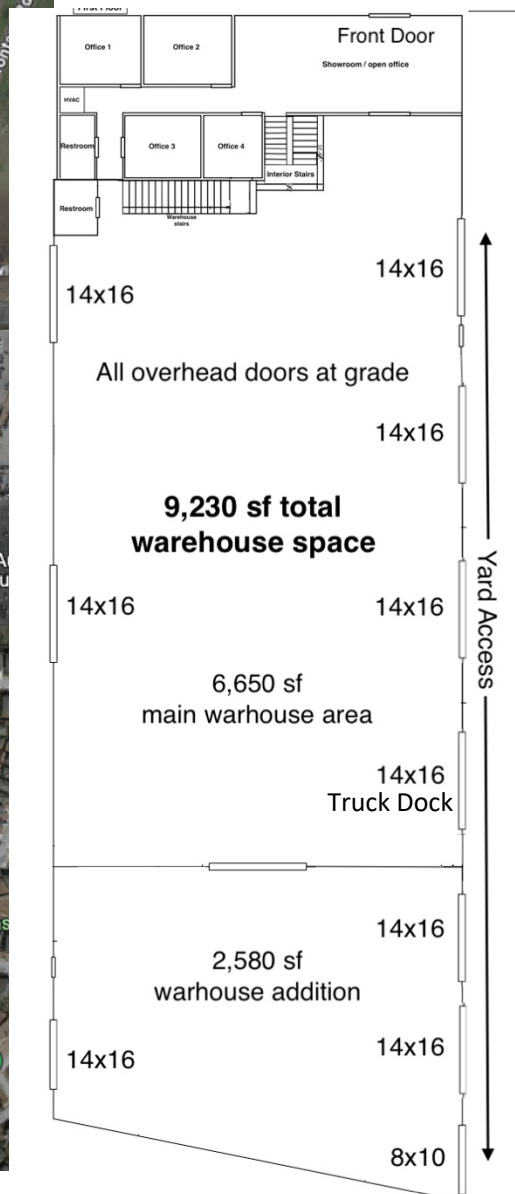 First Floor
Office 1
Office 2
Front Door
Showroom / open office
HVAC
Restroom
Office 3
Office 4
Interior Stairs
Restroom
Warehouse
stairs
14x16
14x16
All overhead doors at grade
14x16
9,230 sf total
warehouse space
14x16
14x16
Yard Access
6,650 sf
main warhouse area
14x16
Truck Dock
14x16
2,580 sf
warhouse addition
14x16
14x16
8x10